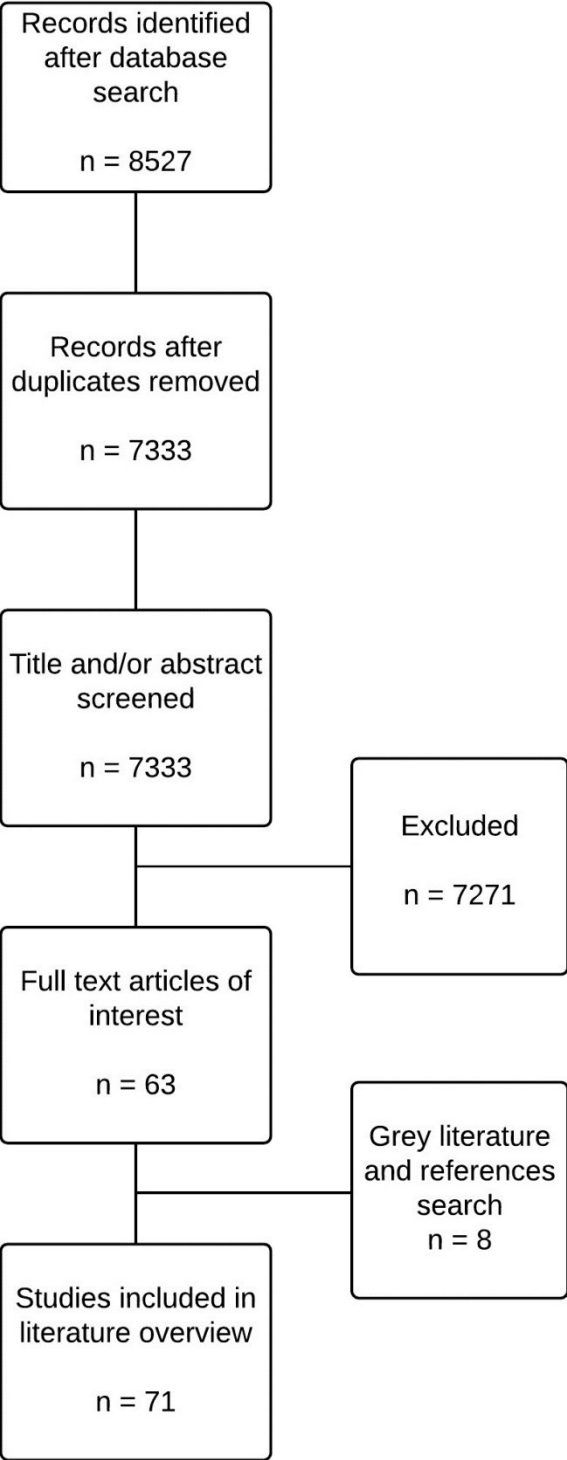 Records identified
after database
search
n = 8527
Records after
duplicates removed
n = 7333
Title and/or abstract
screened
n = 7333
Excluded
n = 7271
Full text articles of
interest
n = 63
Grey literature
and references
search
n = 8
Studies included in
literature overview
n = 71